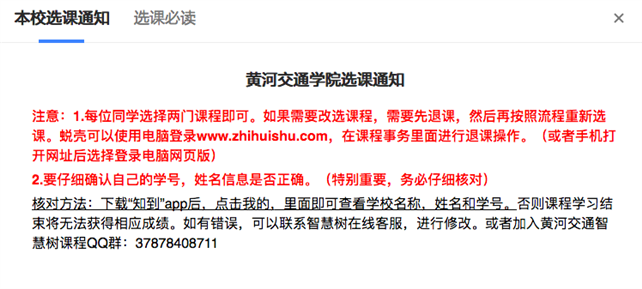 本校选课通知 选课必读 ×
黄河交通学院选课通知
注意：1.每位同学选择两门课程即可。如果需要改选课程，需要先退课，然后再按照流程重新选
课。蜕壳可以使用电脑登录www.zhihuishu.com，在课程事务里面进行退课操作。（或者手机打
开网址后选择登录电脑网页版）
2.要仔细确认自己的学号，姓名信息是否正确。（特别重要，务必仔细核对）
核对方法：下载“知到”app后，点击我的，里面即可查看学校名称，姓名和学号。否则课程学习结
束将无法获得相应成绩。如有错误，可以联系智慧树在线客服，进行修改。或者加入黄河交通智
慧树课程QQ群：37878408711